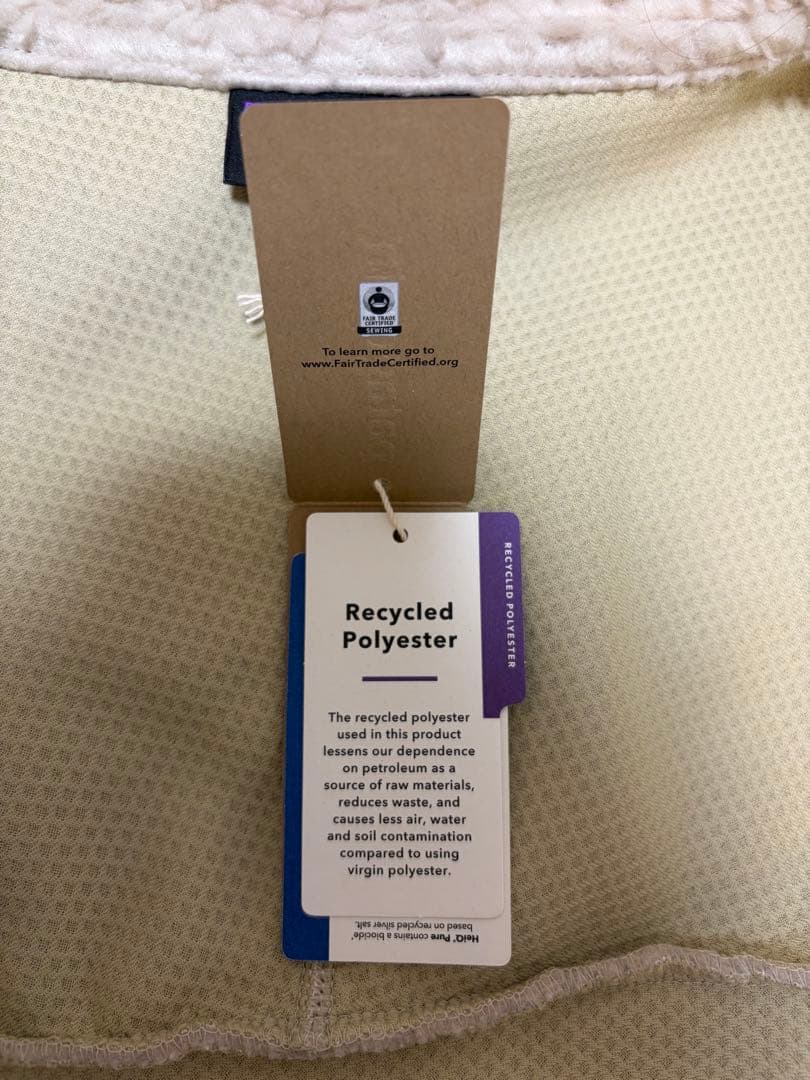 FAIR TRADE
CERTIFIED
SEWING
To learn more go to
www.FairTradeCertified.org
RECYCLED POLYESTER
Recycled
Polyester
The recycled polyester
used in this product
lessens our dependence
on petroleum as a
source of raw materials,
reduces waste, and
causes less air, water
and soil contamination
compared to using
virgin polyester.
HeiQ® Pure contains a biocide*
based on recycled silver salt.